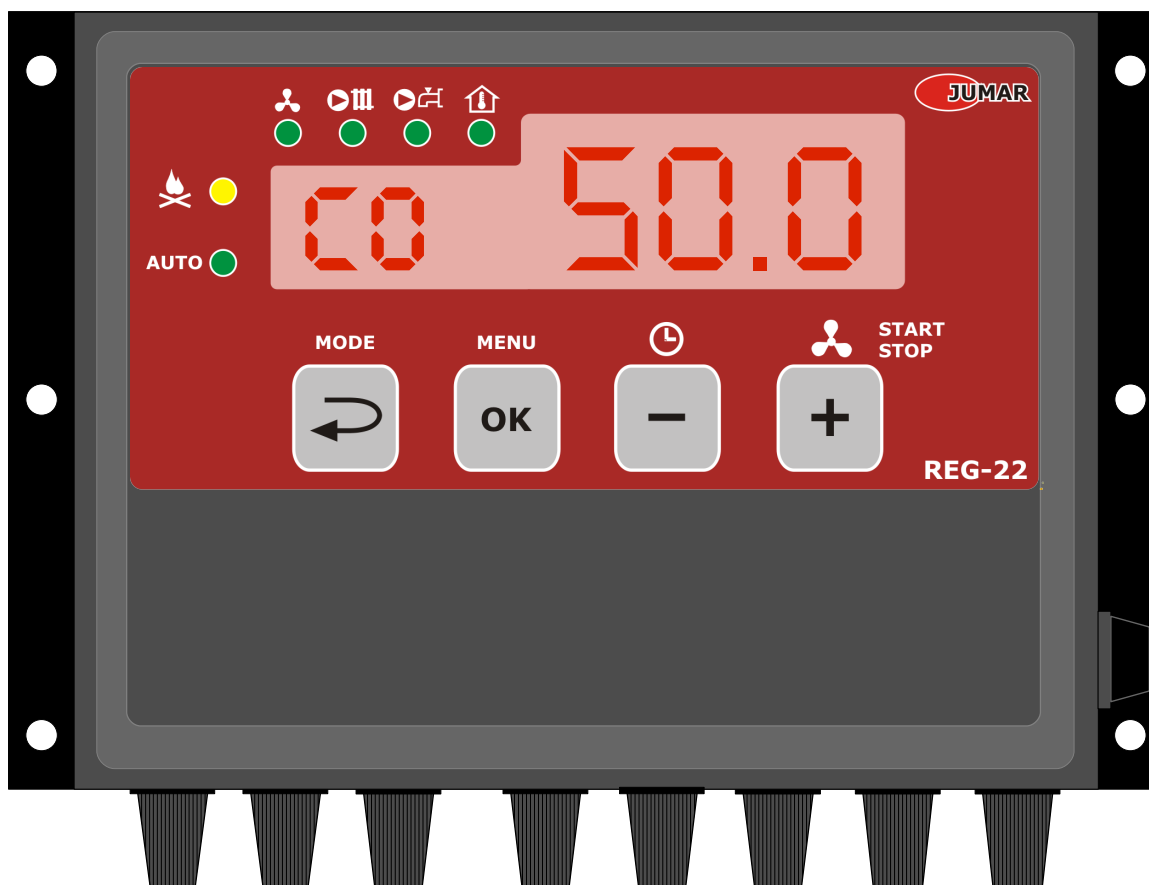 JUMAR
CO 50.0
AUTO
MODE
MENU
START
STOP
OK
- +
REG-22